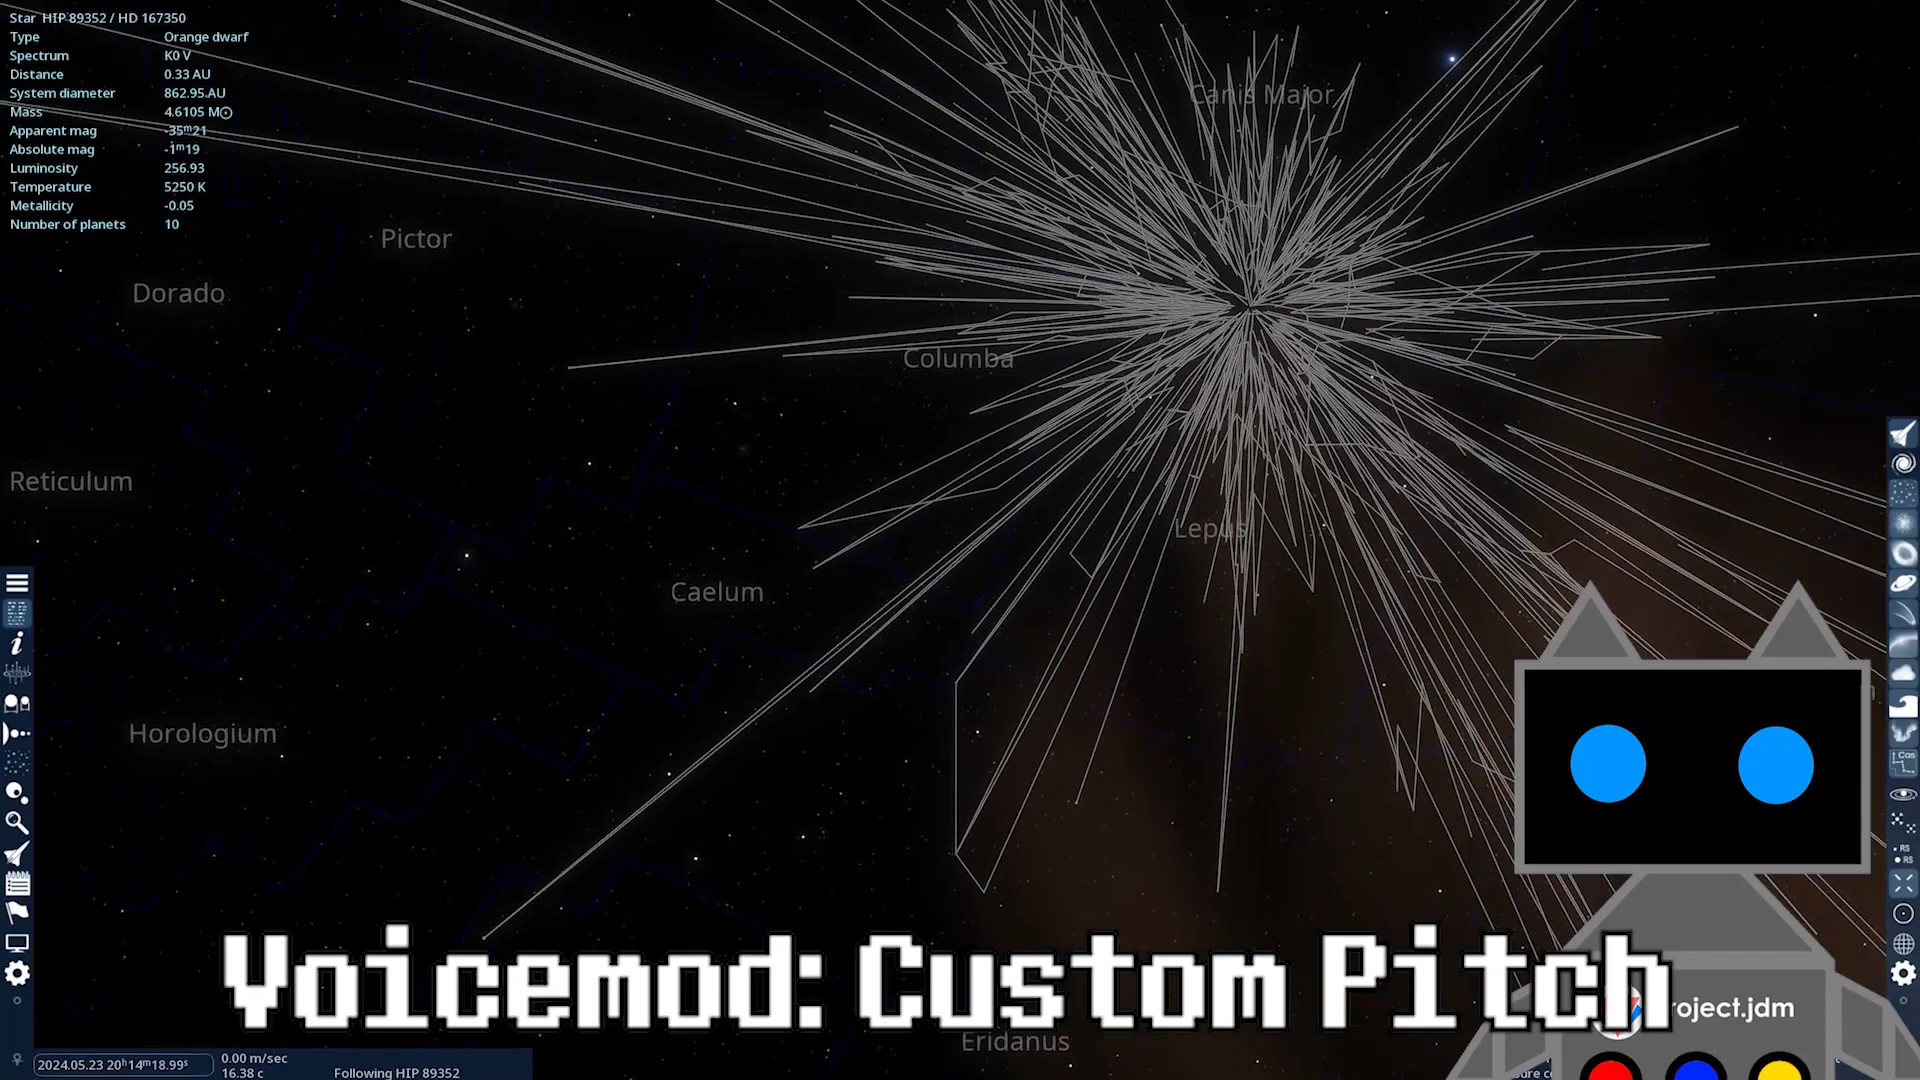 Star HIP 89352 / HD 167350
Type Orange dwarf
Spectrum K0 V
Distance 0.33 AU
System diameter 862.95 AU
Mass 4.6105 M☉
Apparent mag -35ᵐ21
Absolute mag -1ᵐ19
Luminosity 256.93
Temperature 5250 K
Metallicity -0.05
Number of planets 10
Canis Major
Pictor
Dorado
Columba
Reticulum
Lepus
Caelum
Horologium
Cas
RS
RS
Voicemod: Custom Pitch
roject.jdm
Eridanus
2024.05.23 20ʰ14ᵐ18.99ˢ
0.00 m/sec
16.38 c
Following HIP 89352